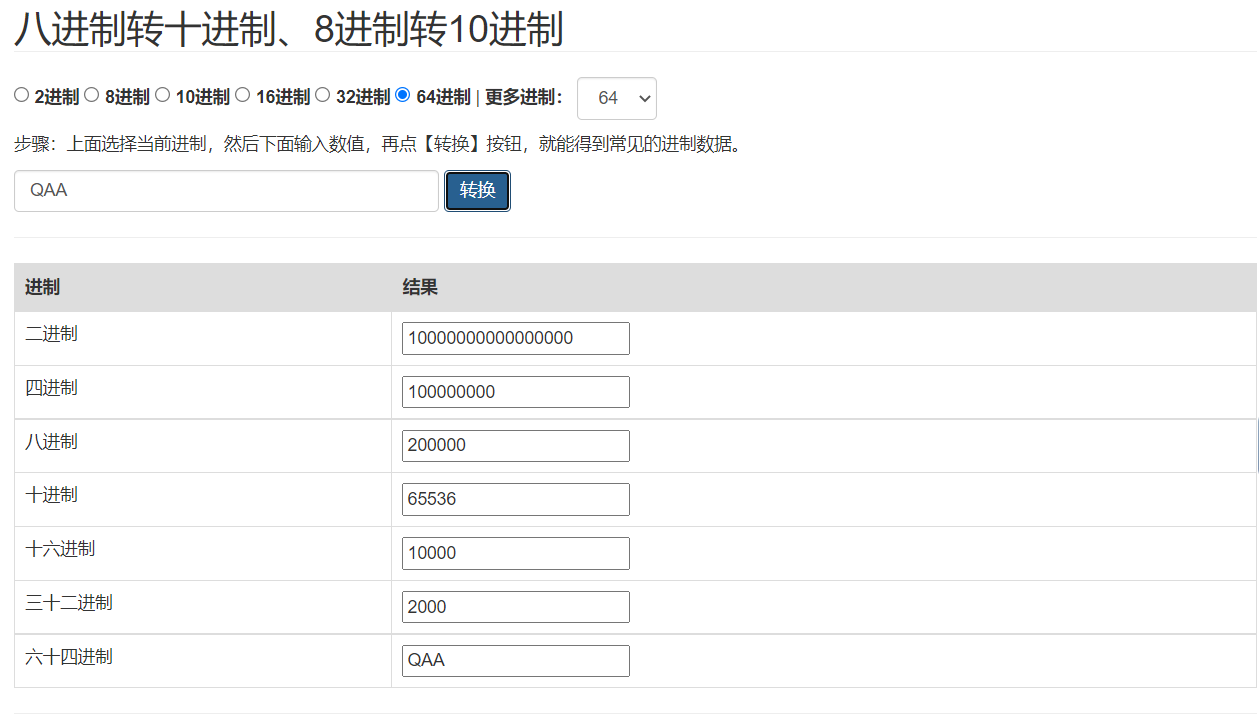 八进制转十进制、8进制转10进制
2进制 8进制 10进制 16进制 32进制 64进制 | 更多进制： 64
步骤：上面选择当前进制，然后下面输入数值，再点【转换】按钮，就能得到常见的进制数据。
QAA 转换
进制 结果
二进制 10000000000000000
四进制 100000000
八进制 200000
十进制 65536
十六进制 10000
三十二进制 2000
六十四进制 QAA